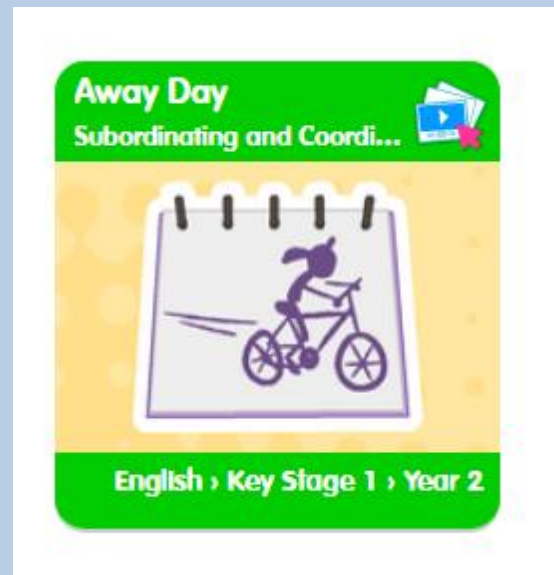 Away Day
Subordinating and Coordi...
English › Key Stage 1 › Year 2